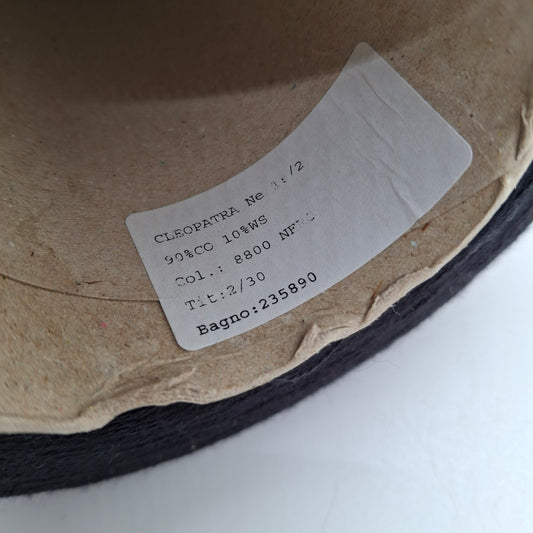 CLEOPATRA Ne
90%CO 10%WS
Col.: 8800
Tit:2/30
Bagno:235890